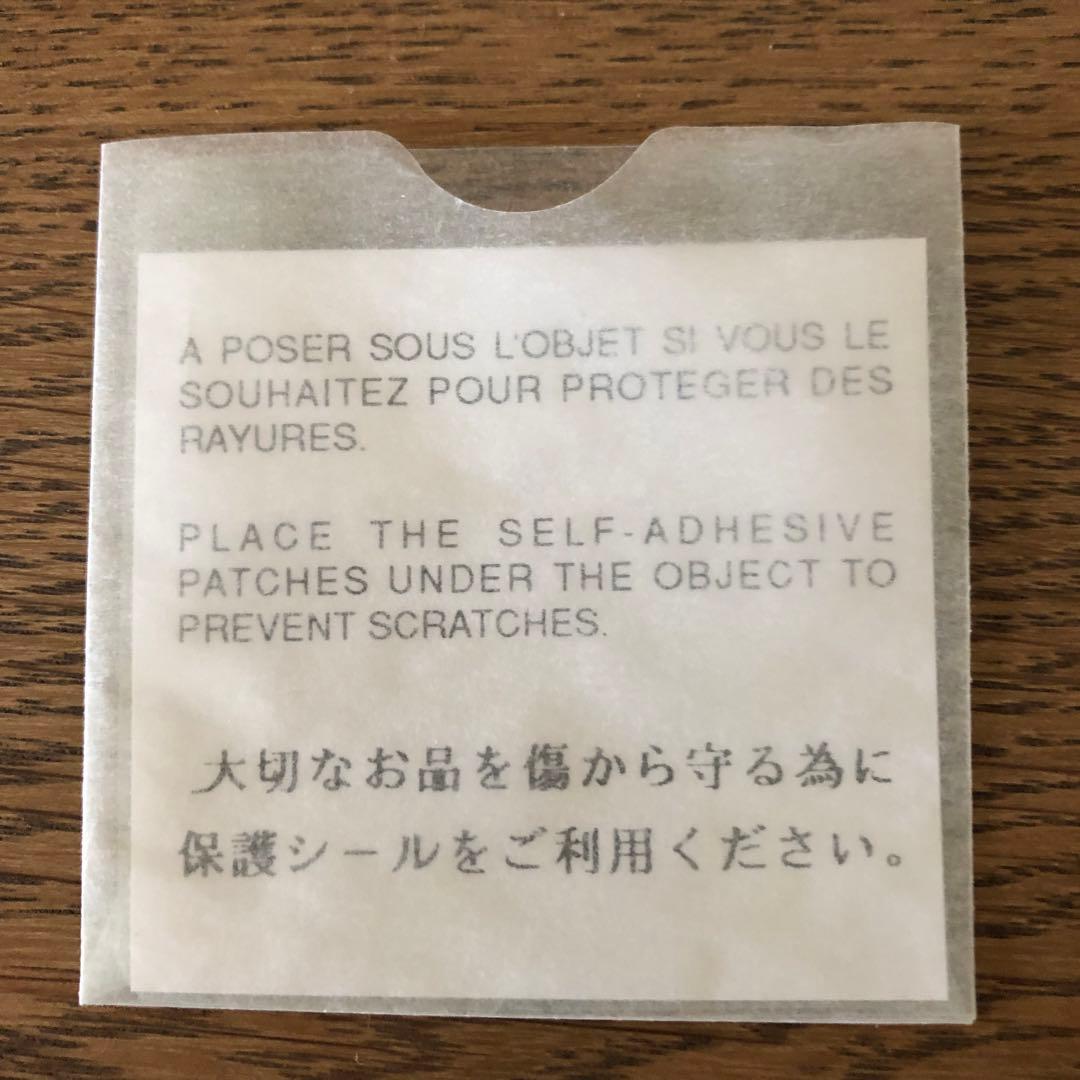 A POSER SOUS L'OBJET SI VOUS LE
SOUHAITEZ POUR PROTEGER DES
RAYURES.
PLACE THE SELF-ADHESIVE
PATCHES UNDER THE OBJECT TO
PREVENT SCRATCHES.
大切なお品を傷から守る為に
保護シールをご利用ください。